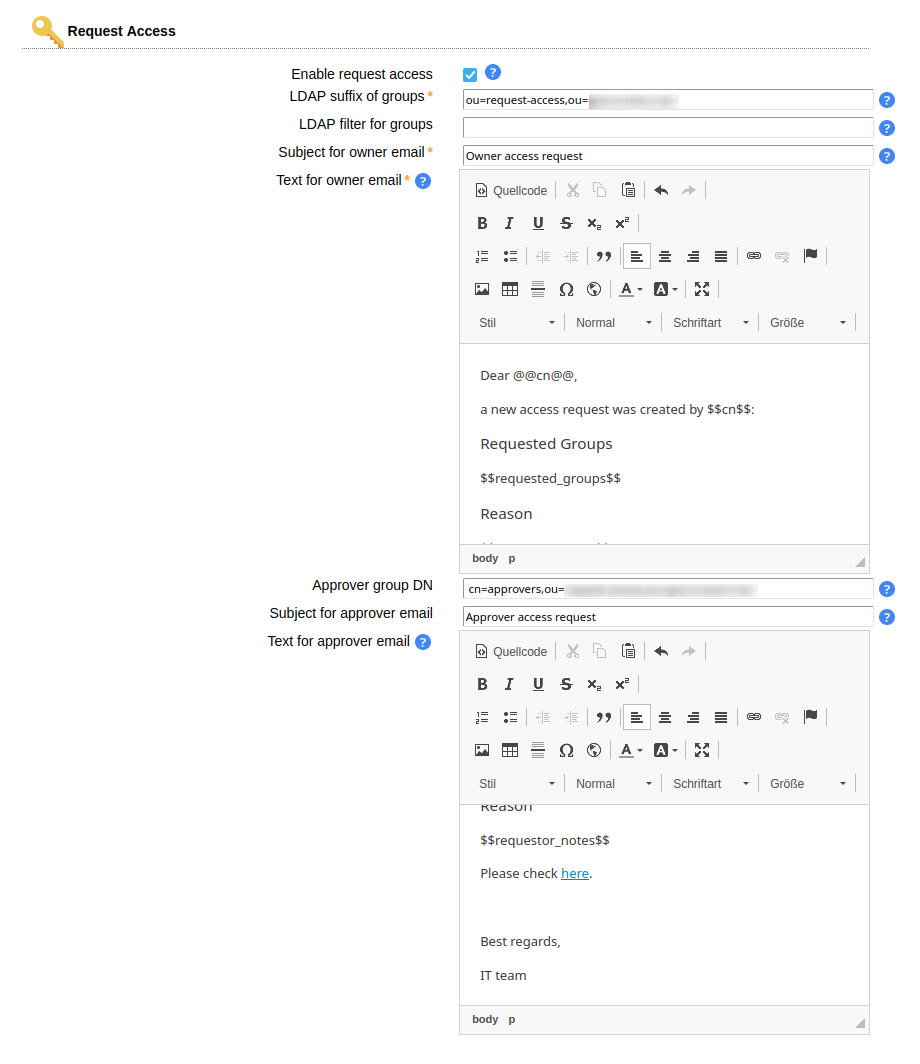 Request Access
Enable request access ?
LDAP suffix of groups * ou=request-access,ou= ?
LDAP filter for groups ?
Subject for owner email * Owner access request ?
Text for owner email * ?
Quellcode
B I U S x₂ x²
Stil Normal Schriftart Größe
Dear @@cn@@,
a new access request was created by $$cn$$:
Requested Groups
$$requested_groups$$
Reason
body p
Approver group DN cn=approvers,ou= ?
Subject for approver email Approver access request ?
Text for approver email ?
Quellcode
B I U S x₂ x²
Stil Normal Schriftart Größe
Reason
$$requestor_notes$$
Please check here.
Best regards,
IT team
body p